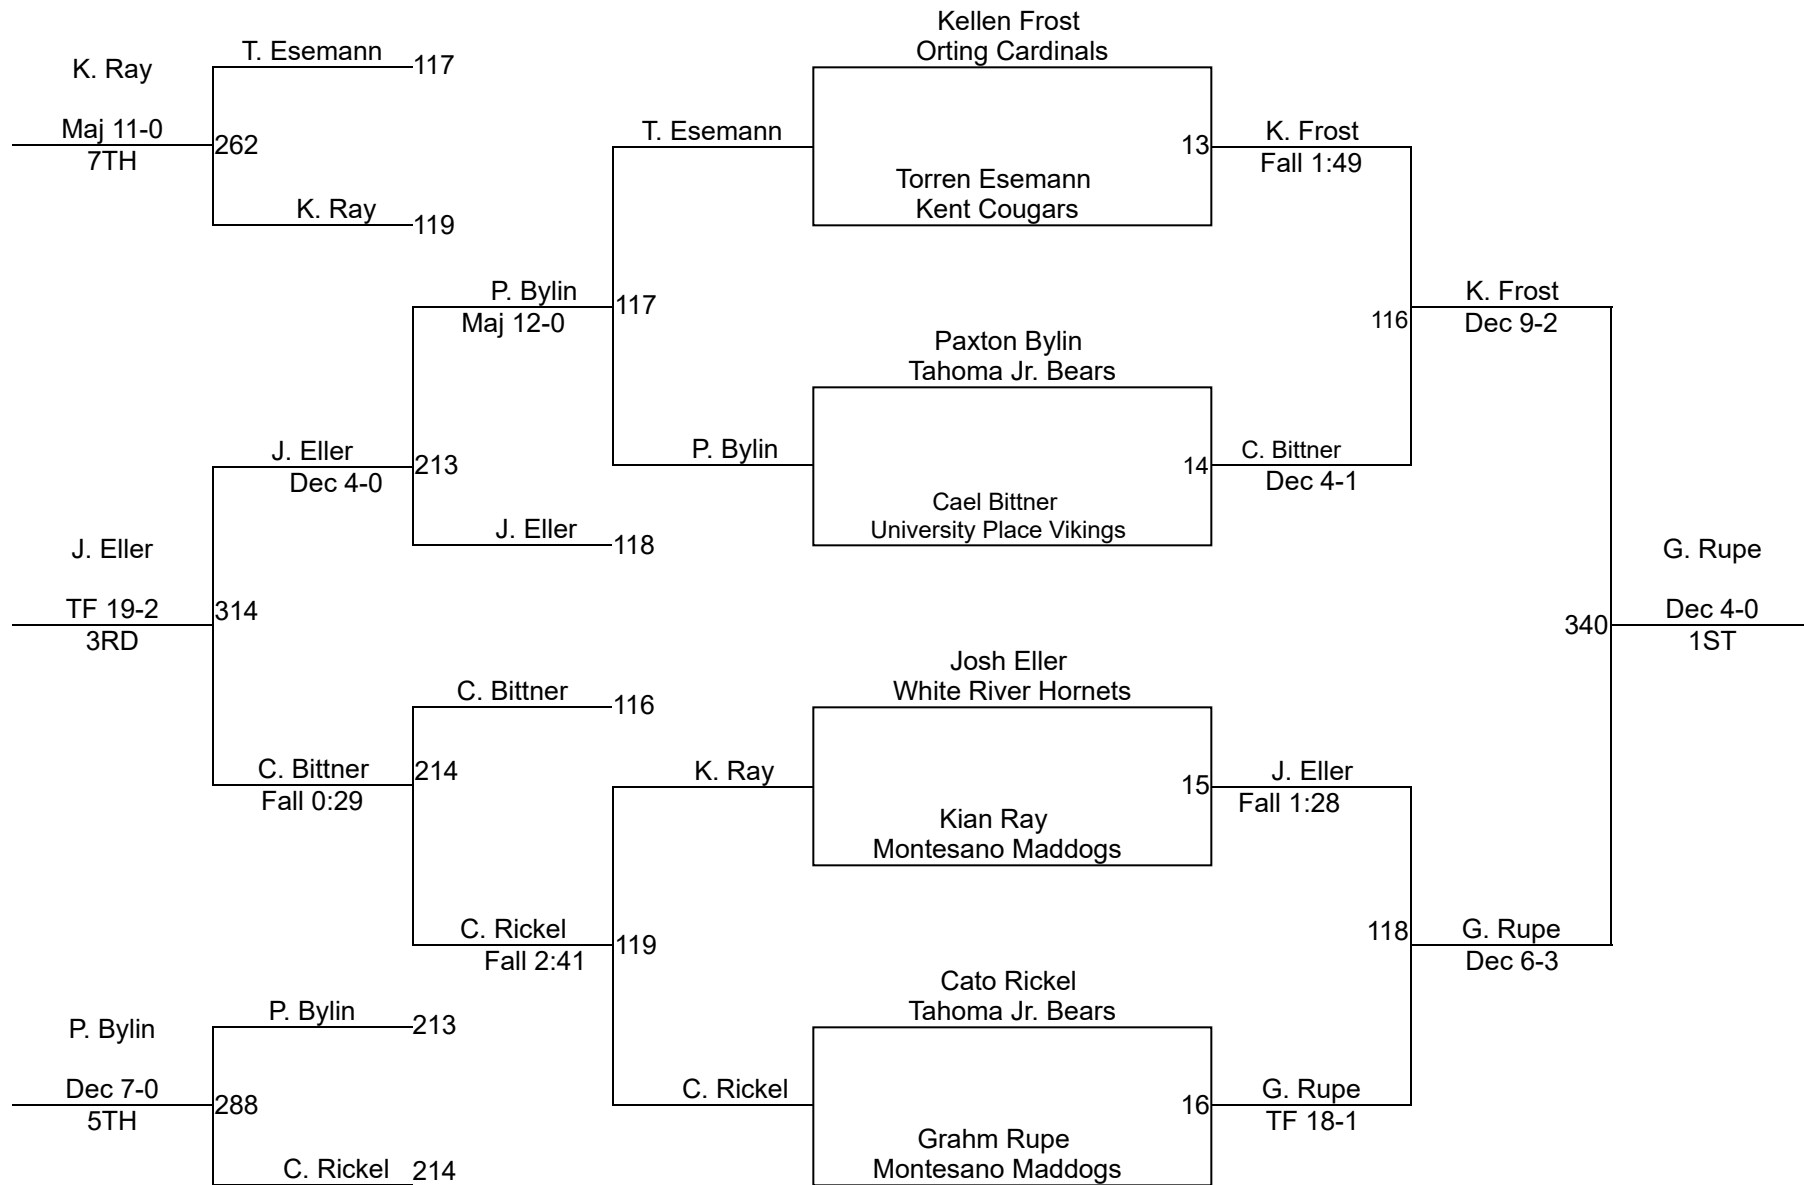 Kellen Frost
Orting Cardinals
T. Esemann
117
K. Ray
Maj 11-0
7TH
262
K. Ray
119
T. Esemann
13
K. Frost
Fall 1:49
Torren Esemann
Kent Cougars
P. Bylin
Maj 12-0
117
116
K. Frost
Dec 9-2
Paxton Bylin
Tahoma Jr. Bears
J. Eller
Dec 4-0
213
P. Bylin
14
C. Bittner
Dec 4-1
Cael Bittner
University Place Vikings
J. Eller
118
J. Eller
TF 19-2
3RD
314
340
G. Rupe
Dec 4-0
1ST
Josh Eller
White River Hornets
C. Bittner
116
C. Bittner
Fall 0:29
214
K. Ray
15
J. Eller
Fall 1:28
Kian Ray
Montesano Maddogs
C. Rickel
Fall 2:41
119
118
G. Rupe
Dec 6-3
Cato Rickel
Tahoma Jr. Bears
P. Bylin
213
P. Bylin
Dec 7-0
5TH
288
C. Rickel
16
G. Rupe
TF 18-1
Grahm Rupe
Montesano Maddogs
C. Rickel
214